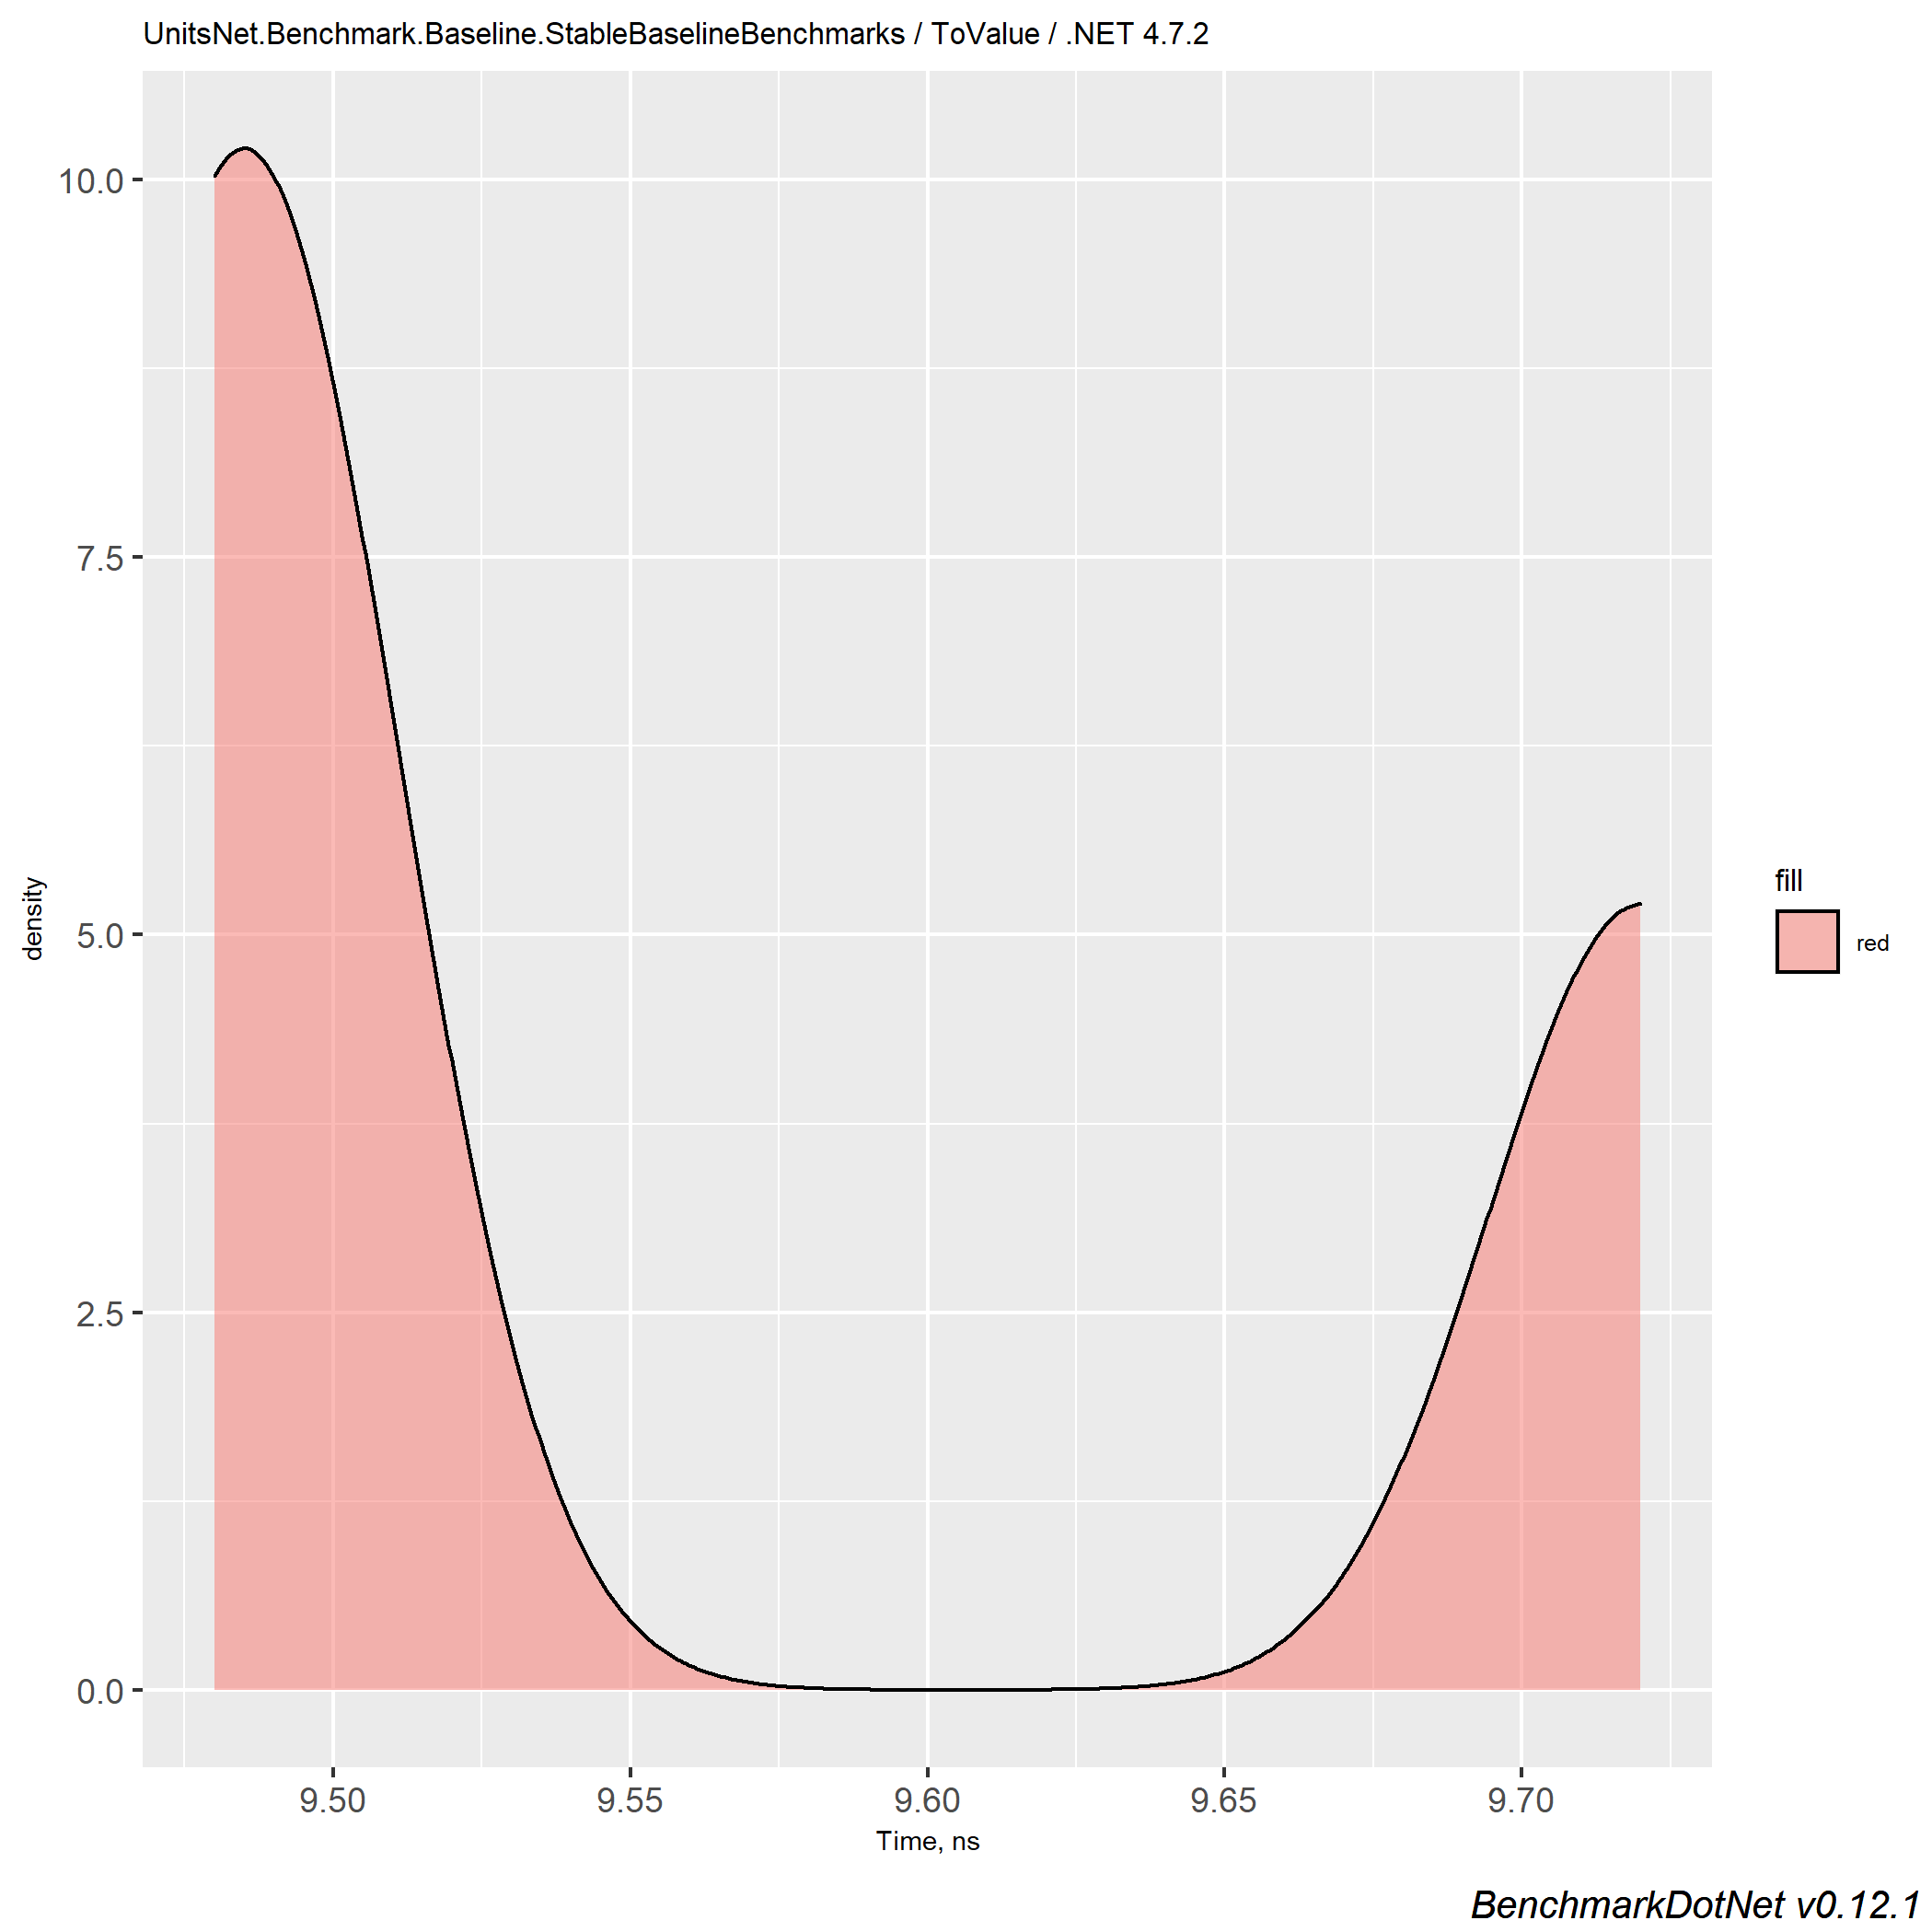 UnitsNet.Benchmark.Baseline.StableBaselineBenchmarks / ToValue / .NET 4.7.2
10.0
7.5
5.0
2.5
0.0
density
9.50 9.55 9.60 9.65 9.70
Time, ns
fill
red
BenchmarkDotNet v0.12.1